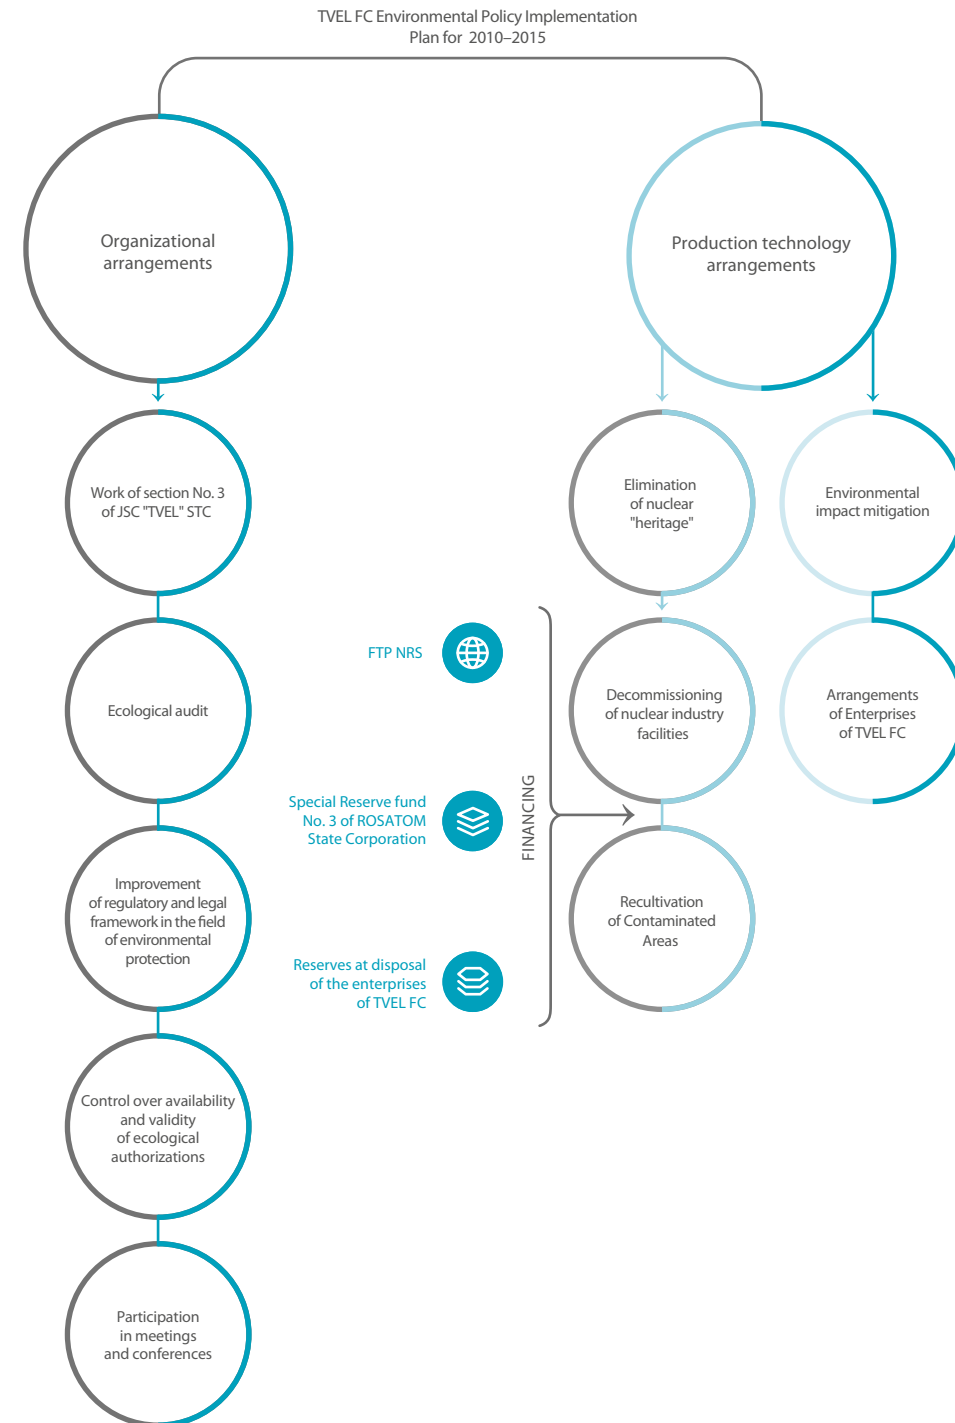 TVEL FC Environmental Policy Implementation
Plan for 2010–2015
Organizational
arrangements
Production technology
arrangements
Work of section No. 3
of JSC "TVEL" STC
Elimination
of nuclear
"heritage"
Environmental
impact mitigation
FTP NRS
Ecological audit
Decommissioning
of nuclear industry
facilities
Arrangements
of Enterprises
of TVEL FC
Special Reserve fund
No. 3 of ROSATOM
State Corporation
FINANCING
Improvement
of regulatory and legal
framework in the field
of environmental
protection
Recultivation
of Contaminated
Areas
Reserves at disposal
of the enterprises
of TVEL FC
Control over availability
and validity
of ecological
authorizations
Participation
in meetings
and conferences